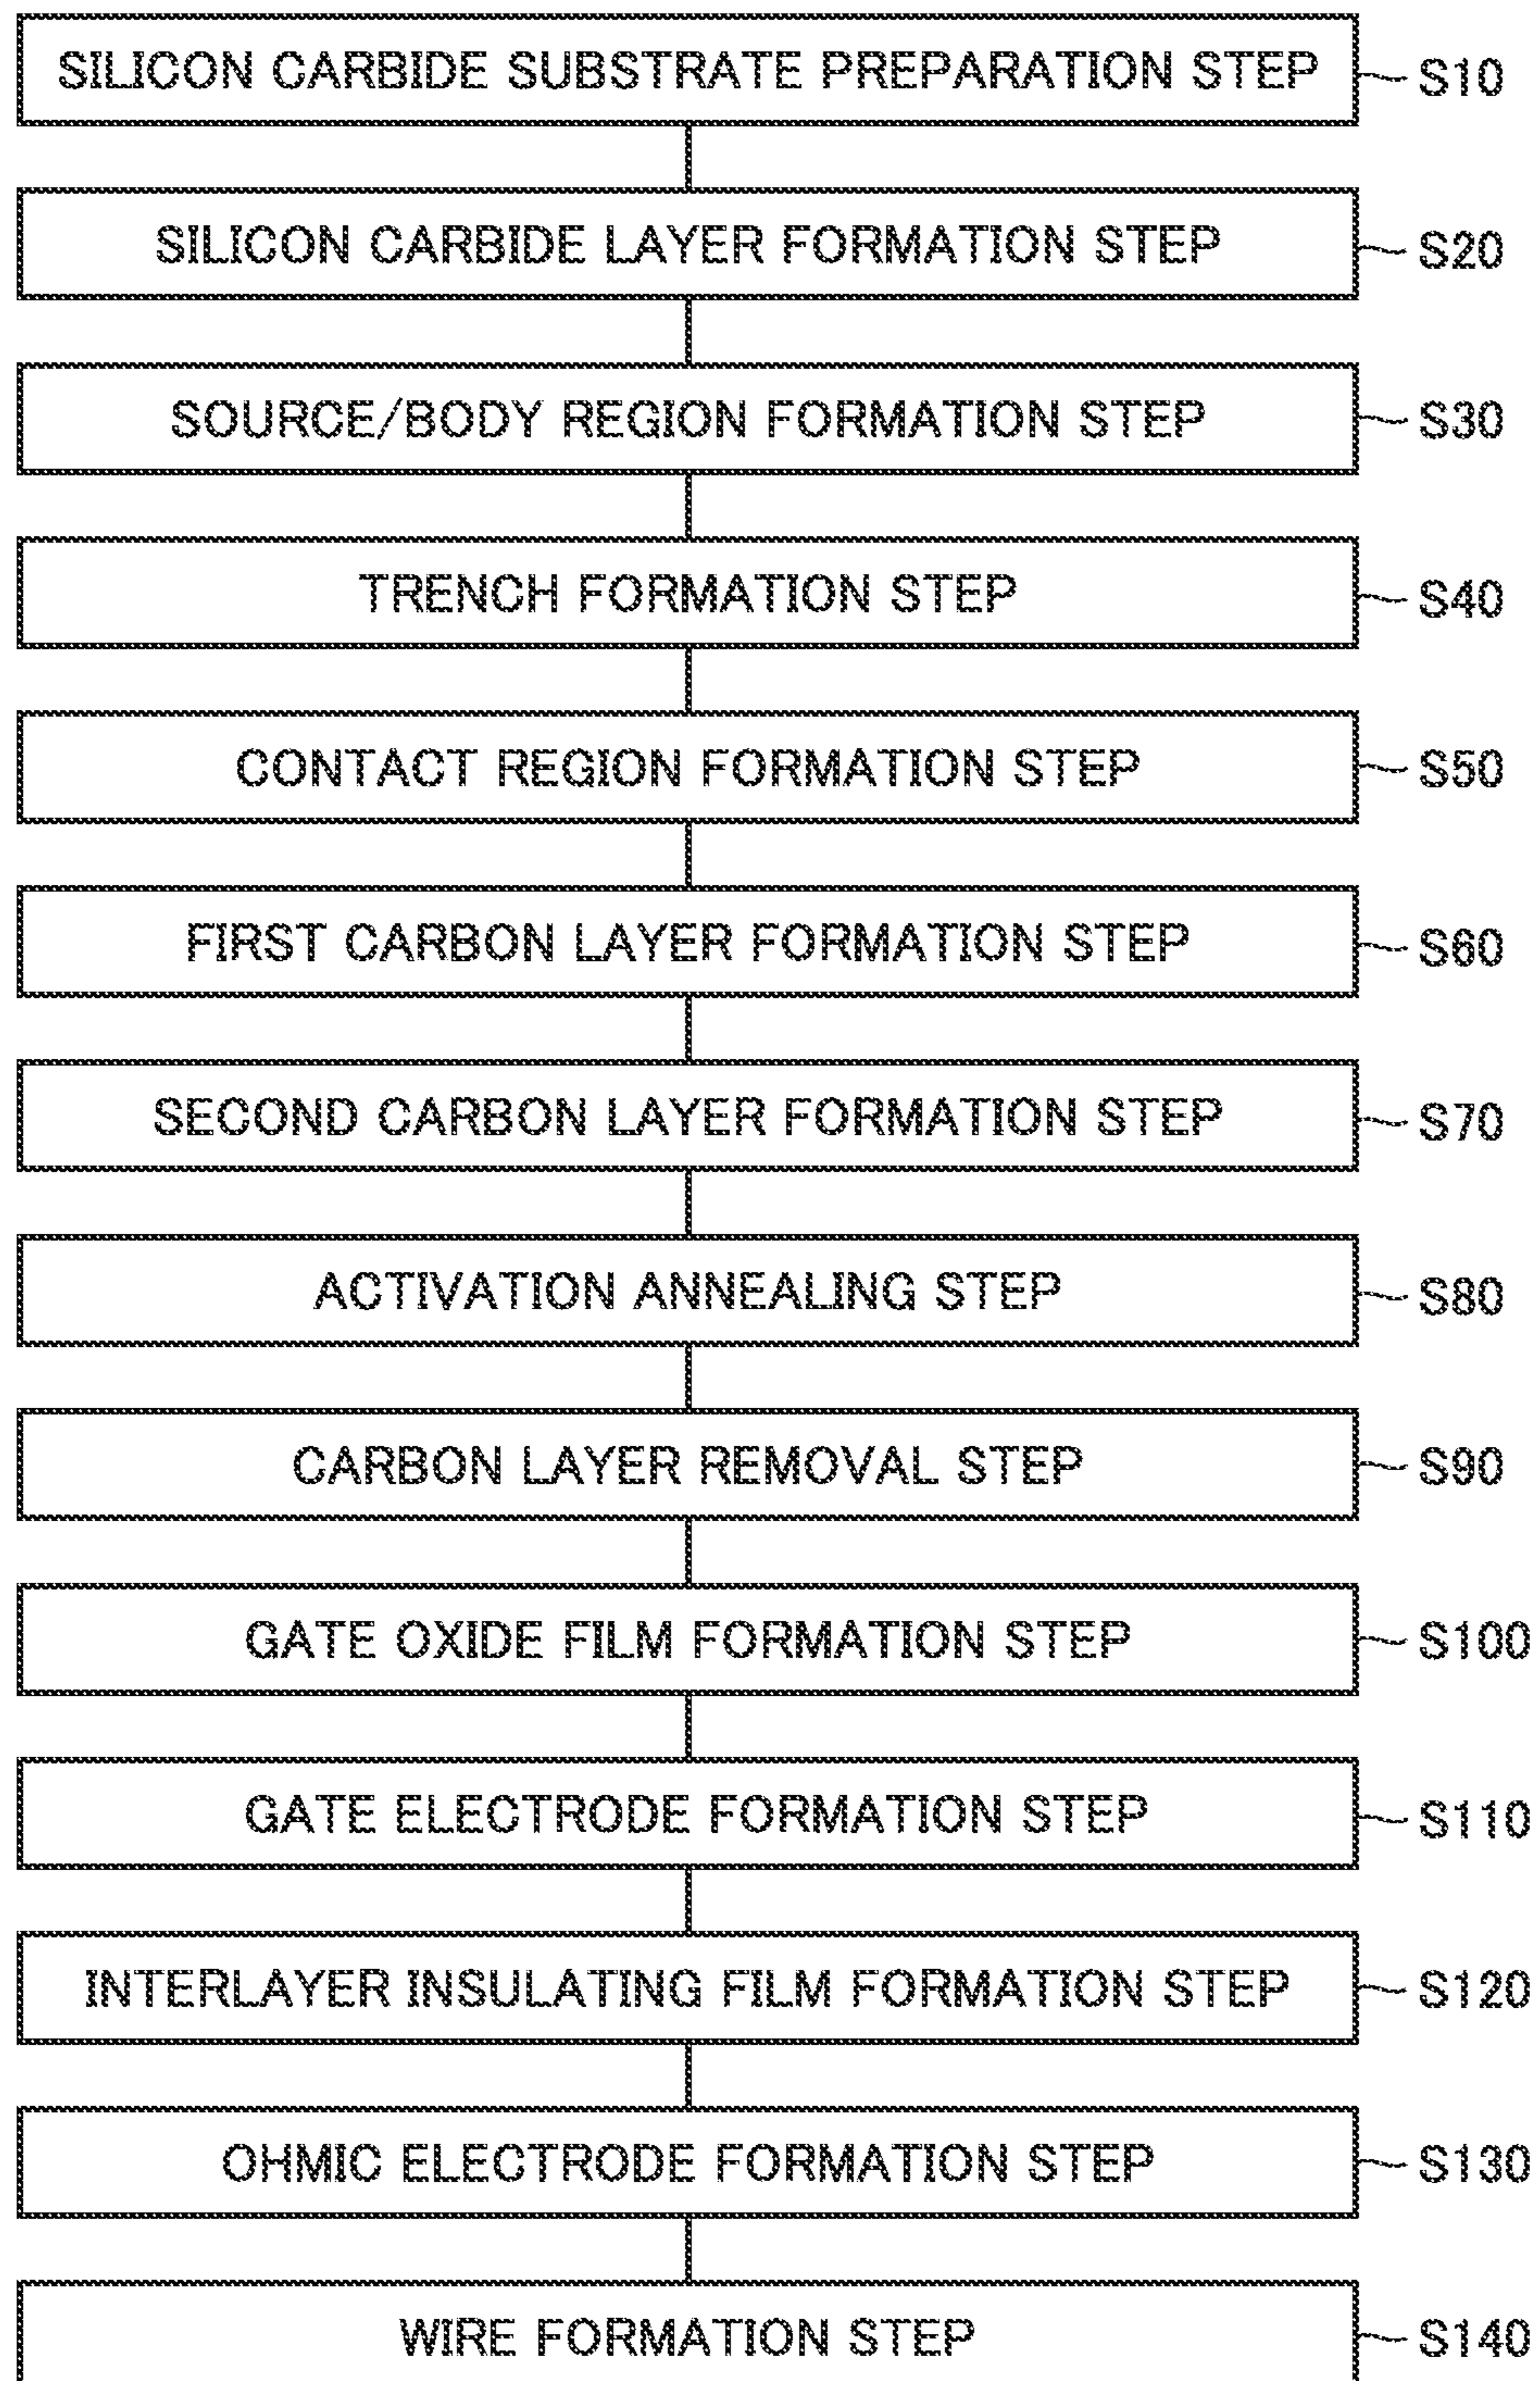 SILICON CARBIDE SUBSTRATE PREPARATION STEP S10
SILICON CARBIDE LAYER FORMATION STEP S20
SOURCE/BODY REGION FORMATION STEP S30
TRENCH FORMATION STEP S40
CONTACT REGION FORMATION STEP S50
FIRST CARBON LAYER FORMATION STEP S60
SECOND CARBON LAYER FORMATION STEP S70
ACTIVATION ANNEALING STEP S80
CARBON LAYER REMOVAL STEP S90
GATE OXIDE FILM FORMATION STEP S100
GATE ELECTRODE FORMATION STEP S110
INTERLAYER INSULATING FILM FORMATION STEP S120
OHMIC ELECTRODE FORMATION STEP S130
WIRE FORMATION STEP S140